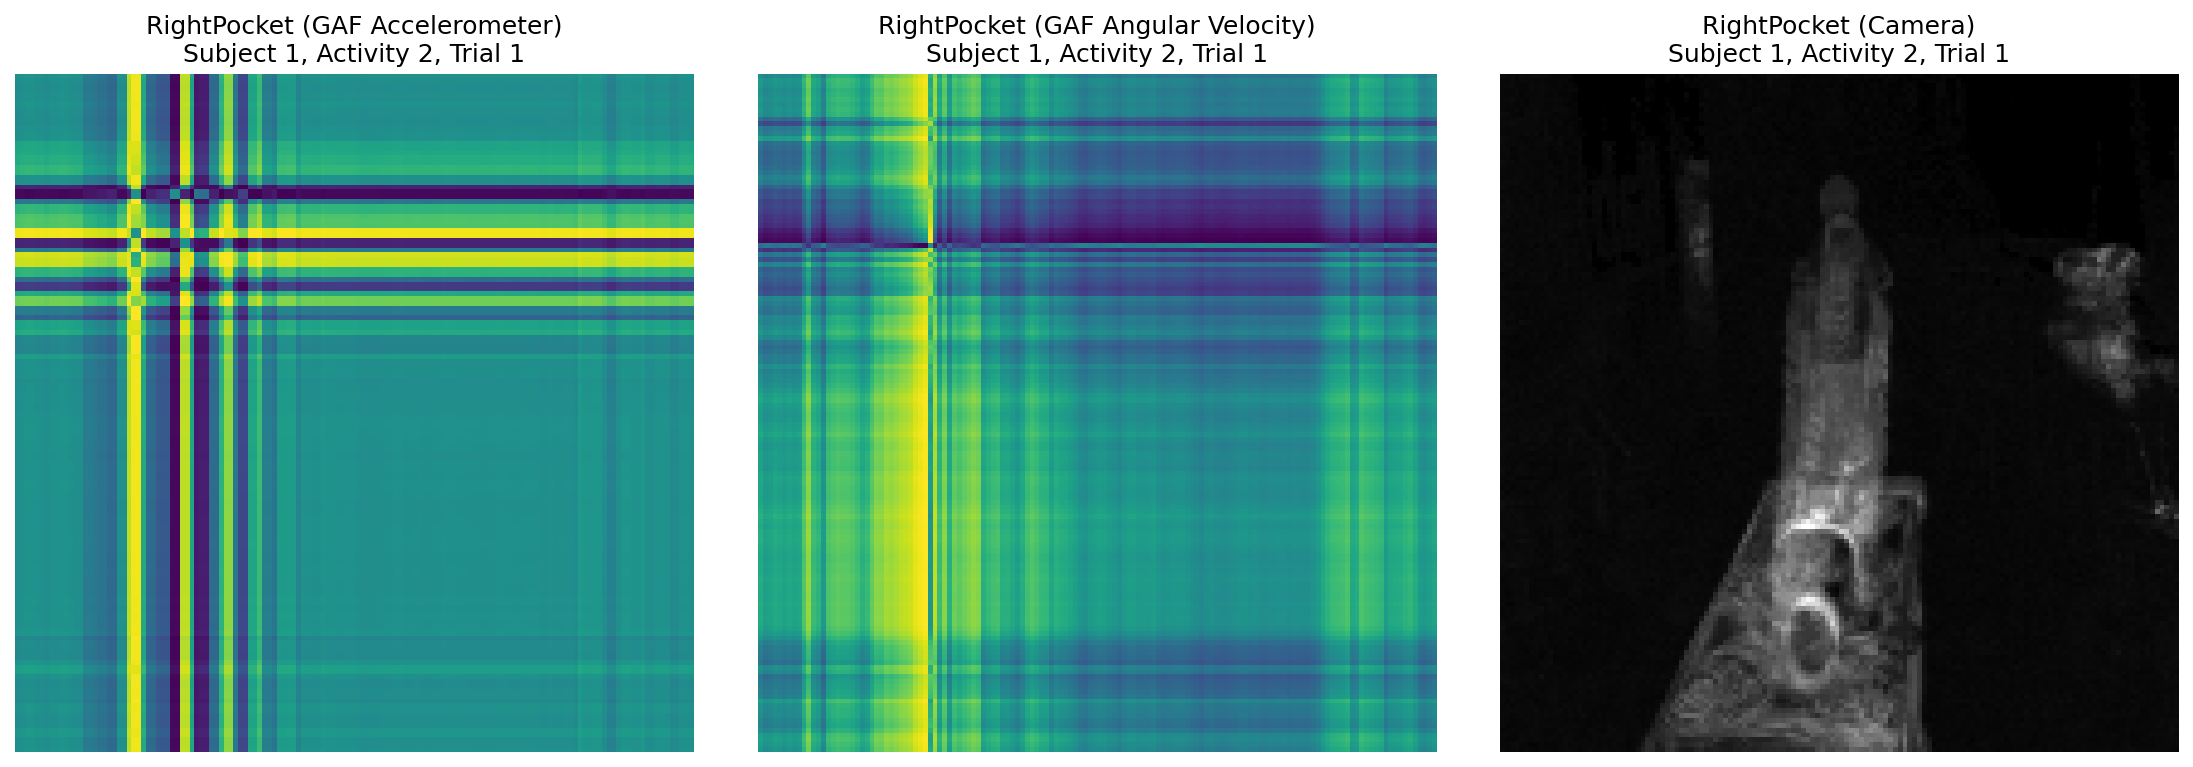 RightPocket (GAF Accelerometer)
Subject 1, Activity 2, Trial 1
RightPocket (GAF Angular Velocity)
Subject 1, Activity 2, Trial 1
RightPocket (Camera)
Subject 1, Activity 2, Trial 1